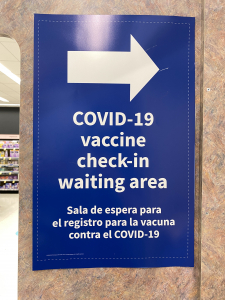 COVID-19
vaccine
check-in
waiting area
Sala de espera para
el registro para la vacuna
contra el COVID-19